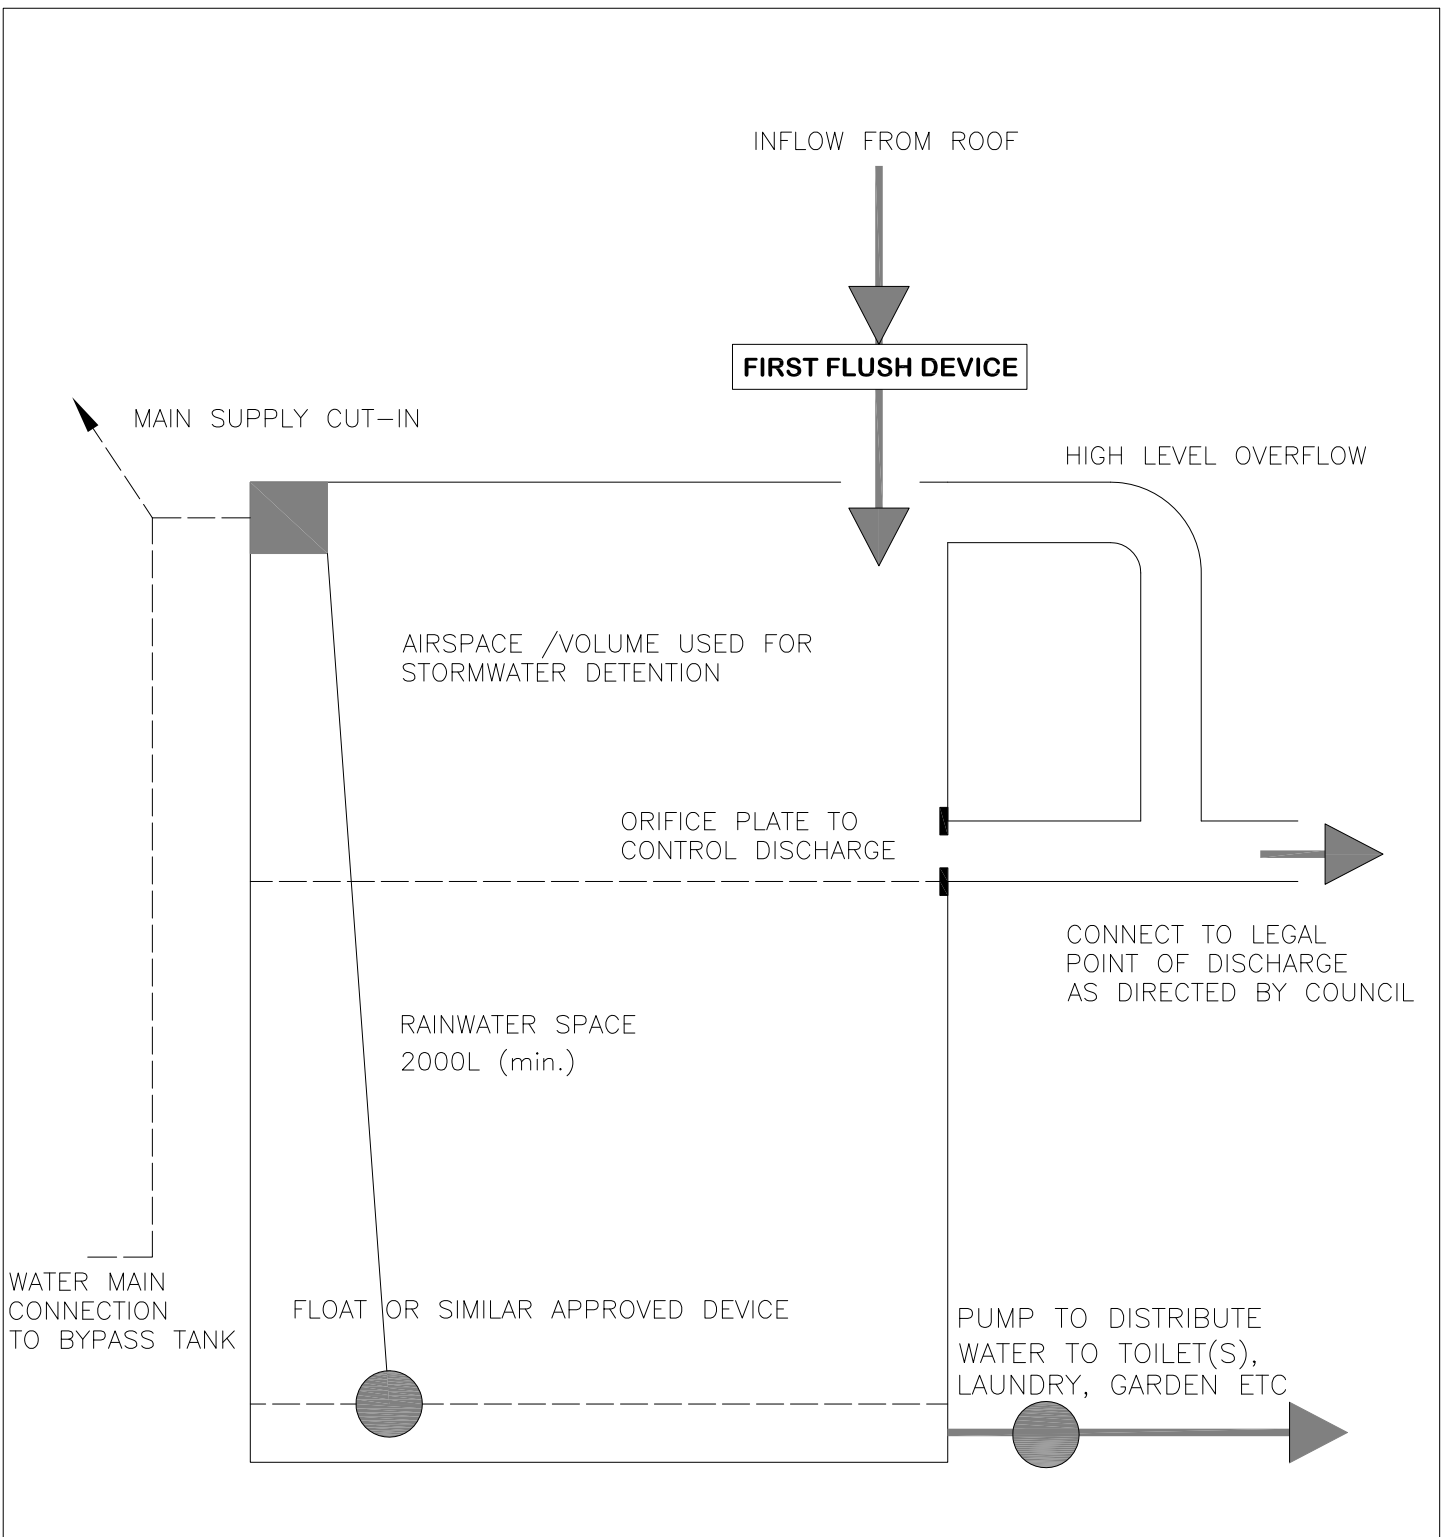 INFLOW FROM ROOF
FIRST FLUSH DEVICE
MAIN SUPPLY CUT-IN
HIGH LEVEL OVERFLOW
AIRSPACE /VOLUME USED FOR
STORMWATER DETENTION
ORIFICE PLATE TO
CONTROL DISCHARGE
CONNECT TO LEGAL
POINT OF DISCHARGE
AS DIRECTED BY COUNCIL
RAINWATER SPACE
2000L (min.)
WATER MAIN
CONNECTION
TO BYPASS TANK
FLOAT OR SIMILAR APPROVED DEVICE
PUMP TO DISTRIBUTE
WATER TO TOILET(S),
LAUNDRY, GARDEN ETC